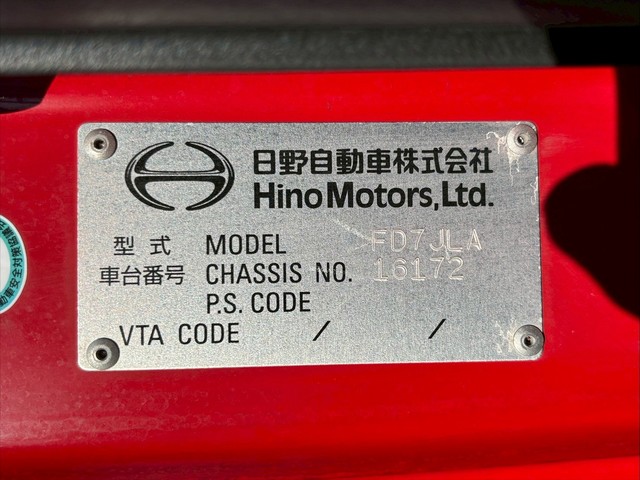 日野自動車株式会社
Hino Motors, Ltd.
型式 MODEL FD7JLA
車台番号 CHASSIS NO. 16172
P.S. CODE
VTA CODE / /